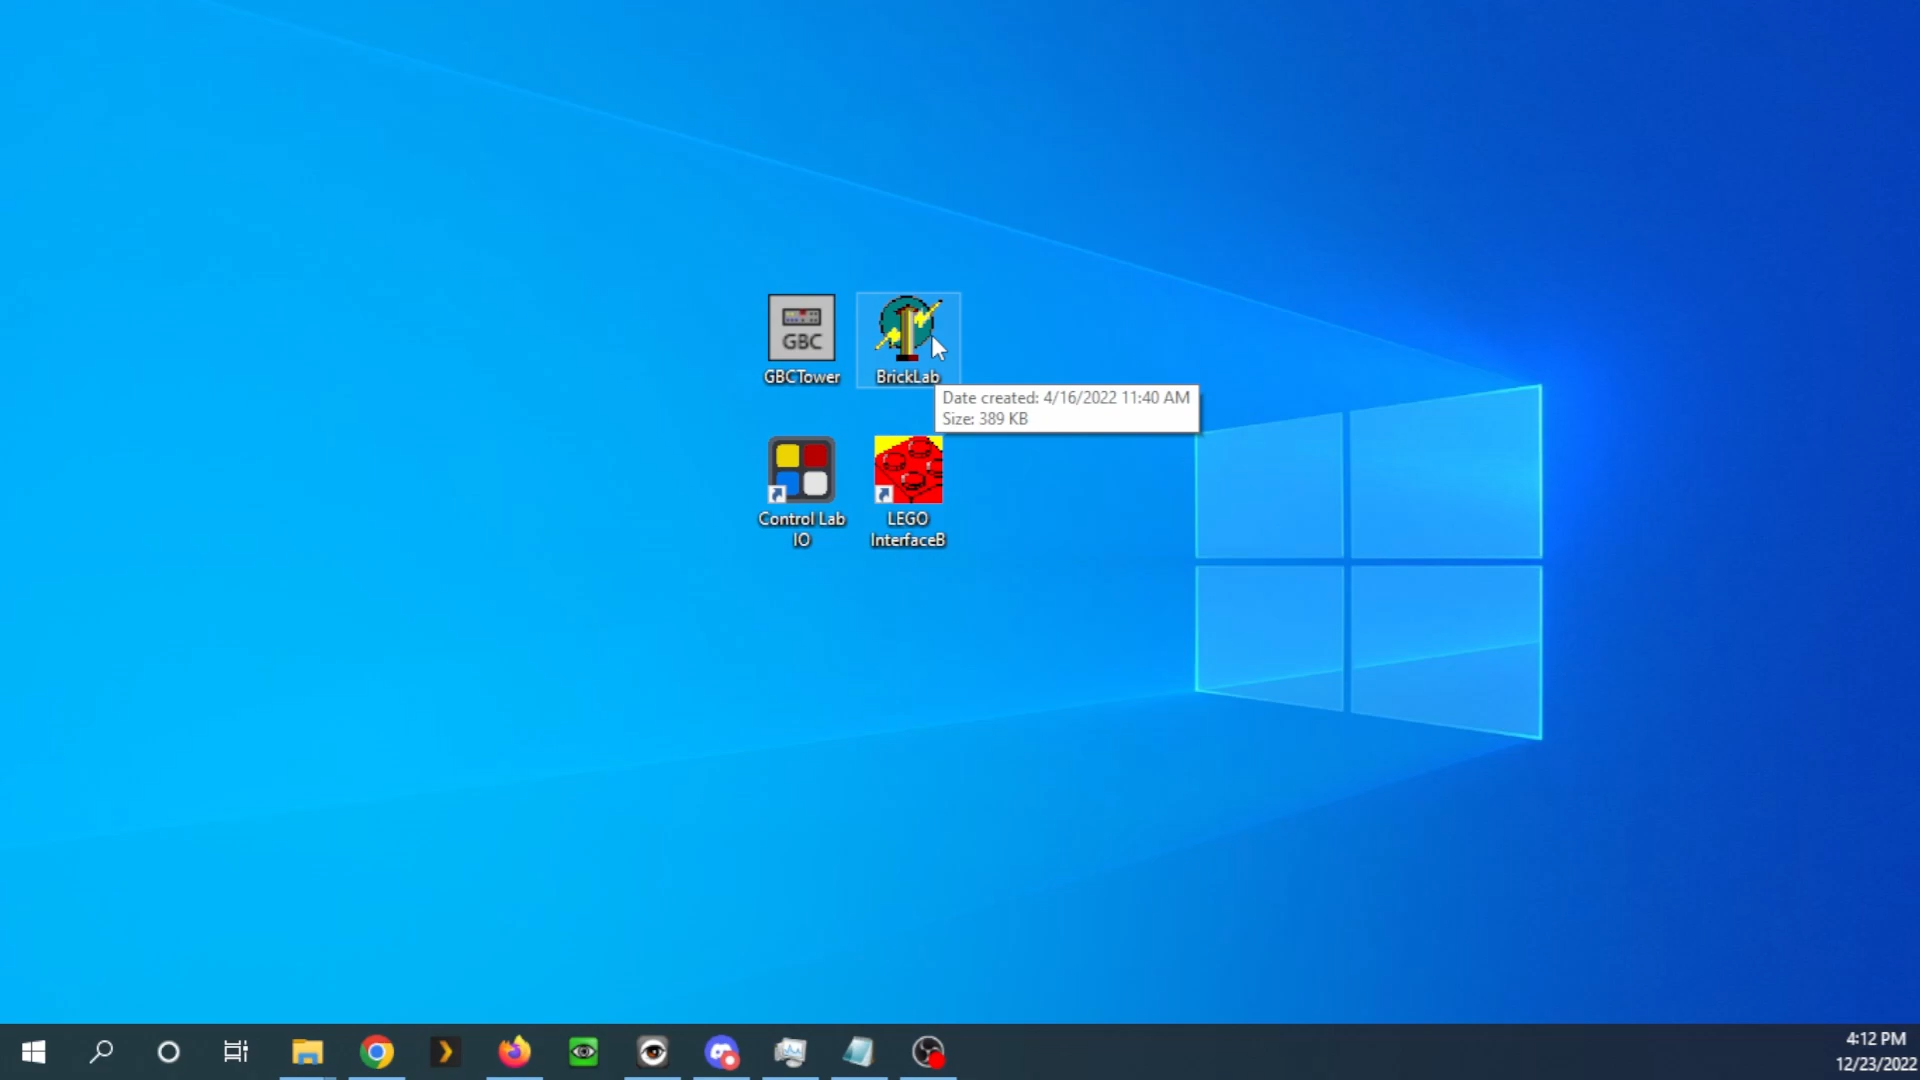 GBC
GBCTower
BrickLab
Date created: 4/16/2022 11:40 AM
Size: 389 KB
Control Lab
IO
LEGO
InterfaceB
4:12 PM
12/23/2022